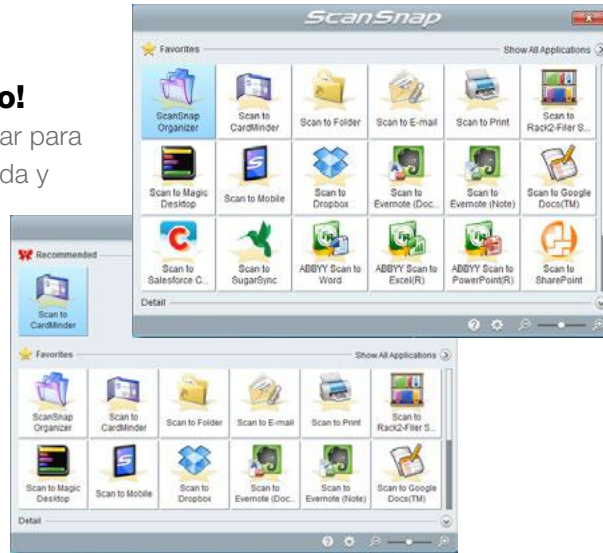 o!
ar para
da y
ScanSnap
Favorites
Show All Applications
ScanSnap Organizer
Scan to CardMinder
Scan to Folder
Scan to E-mail
Scan to Print
Scan to Rack2-Filer S...
Scan to Magic Desktop
Scan to Mobile
Scan to Dropbox
Scan to Evernote (Doc...
Scan to Evernote (Note)
Scan to Google Docs(TM)
Scan to Salesforce C...
Scan to SugarSync
ABBYY Scan to Word
ABBYY Scan to Excel(R)
ABBYY Scan to PowerPoint(R)
Scan to SharePoint
Detail
Recommended
Scan to CardMinder
Favorites
Show All Applications
ScanSnap Organizer
Scan to CardMinder
Scan to Folder
Scan to E-mail
Scan to Print
Scan to Rack2-Filer S...
Scan to Magic Desktop
Scan to Mobile
Scan to Dropbox
Scan to Evernote (Doc...
Scan to Evernote (Note)
Scan to Google Docs(TM)
Detail